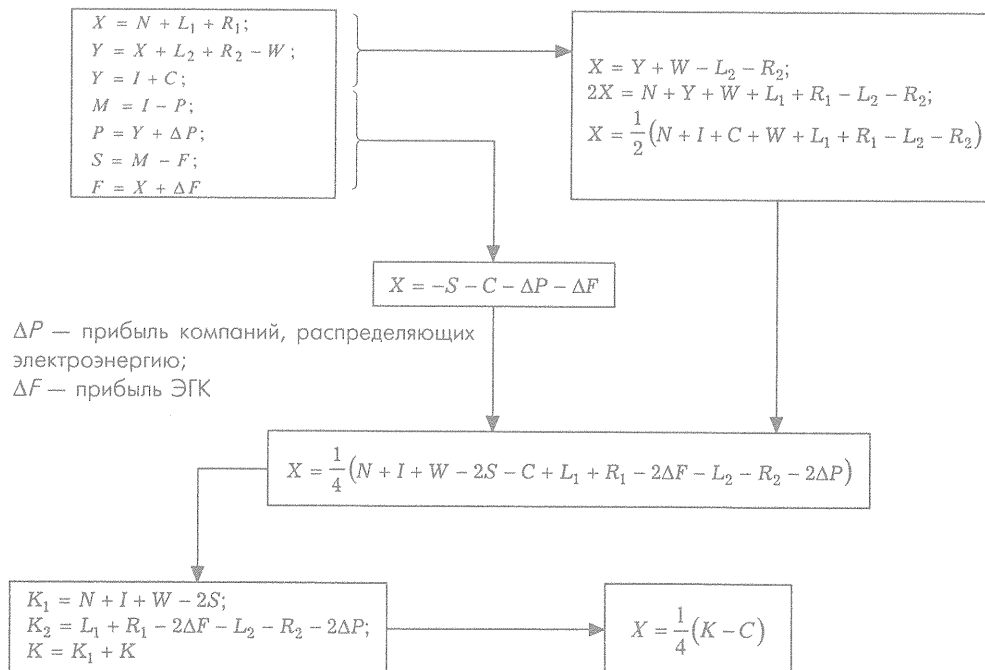 X = N + L₁ + R₁;
Y = X + L₂ + R₂ − W;
Y = I + C;
M = I − P;
P = Y + ΔP;
S = M − F;
F = X + ΔF
X = Y + W − L₂ − R₂;
2X = N + Y + W + L₁ + R₁ − L₂ − R₂;
X = 1/2 (N + I + C + W + L₁ + R₁ − L₂ − R₂)
X = −S − C − ΔP − ΔF
ΔP — прибыль компаний, распределяющих
электроэнергию;
ΔF — прибыль ЭГК
X = 1/4 (N + I + W − 2S − C + L₁ + R₁ − 2ΔF − L₂ − R₂ − 2ΔP)
K₁ = N + I + W − 2S;
K₂ = L₁ + R₁ − 2ΔF − L₂ − R₂ − 2ΔP;
K = K₁ + K
X = 1/4 (K − C)